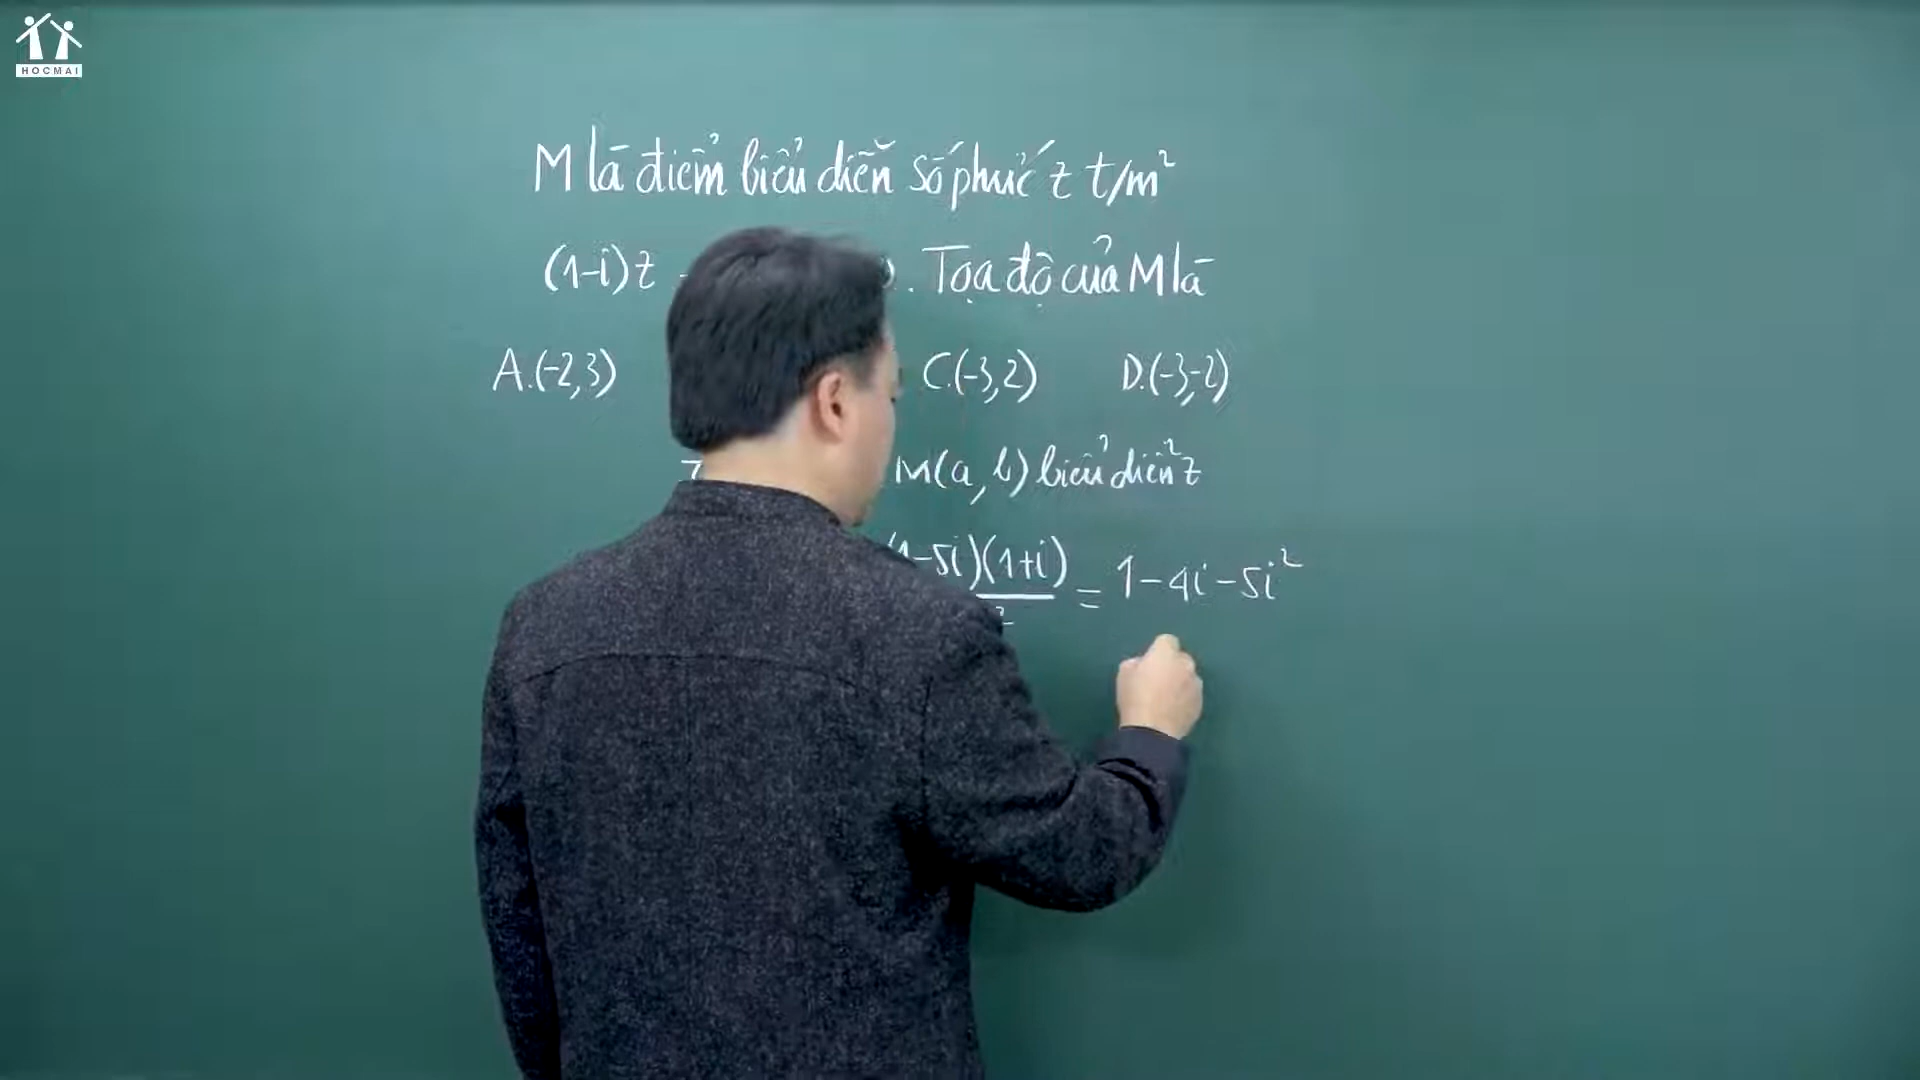 HOCMAI
M là điểm biểu diễn số phức z t/m²
(1-i)z - . Tọa độ của M là
A.(-2,3) C.(-3,2) D.(-3,-2)
M(a, b) biểu diễn z
1-5i)(1+i) = 1-4i-5i²